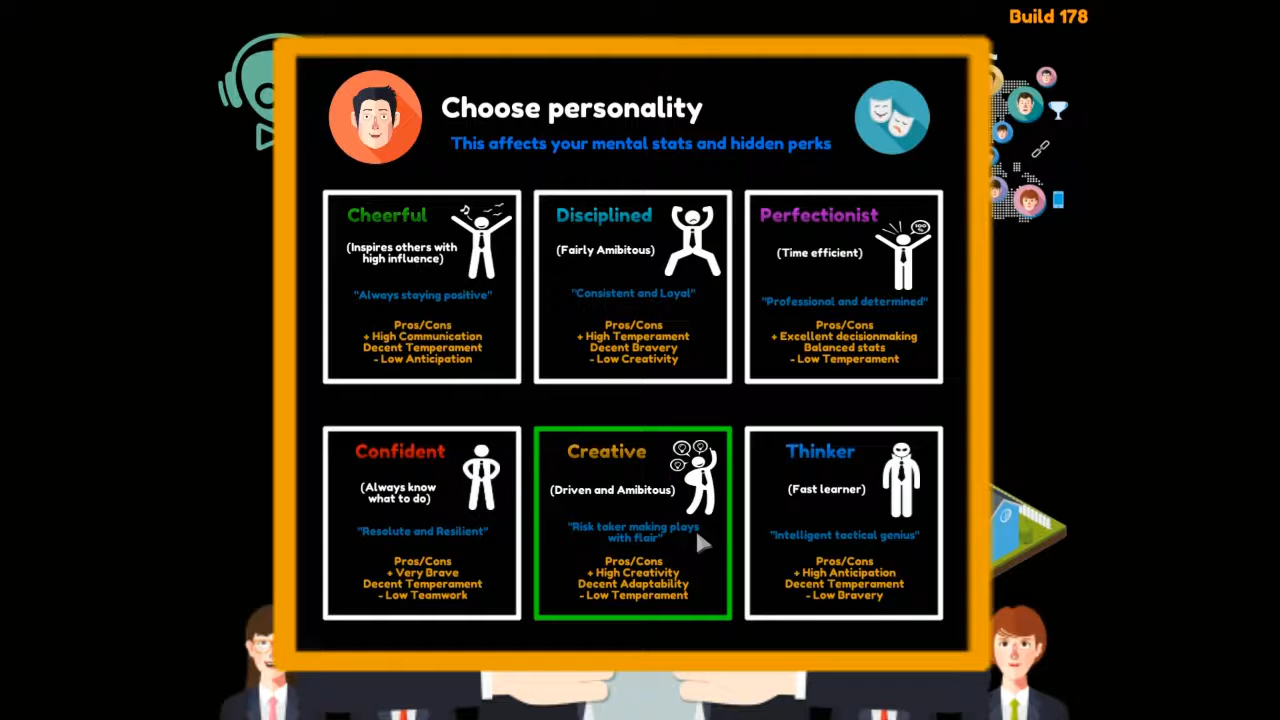 Build 178
Choose personality
This affects your mental stats and hidden perks
Cheerful
(Inspires others with
high influence)
"Always staying positive"
Pros/Cons
+ High Communication
Decent Temperament
- Low Anticipation
Disciplined
(Fairly Ambitous)
"Consistent and Loyal"
Pros/Cons
+ High Temperament
Decent Bravery
- Low Creativity
Perfectionist
(Time efficient)
"Professional and determined"
Pros/Cons
+ Excellent decisionmaking
Balanced stats
- Low Temperament
Confident
(Always know
what to do)
"Resolute and Resilient"
Pros/Cons
+ Very Brave
Decent Temperament
- Low Teamwork
Creative
(Driven and Ambitous)
"Risk taker making plays
with flair"
Pros/Cons
+ High Creativity
Decent Adaptability
- Low Temperament
Thinker
(Fast learner)
"Intelligent tactical genius"
Pros/Cons
+ High Anticipation
Decent Temperament
- Low Bravery